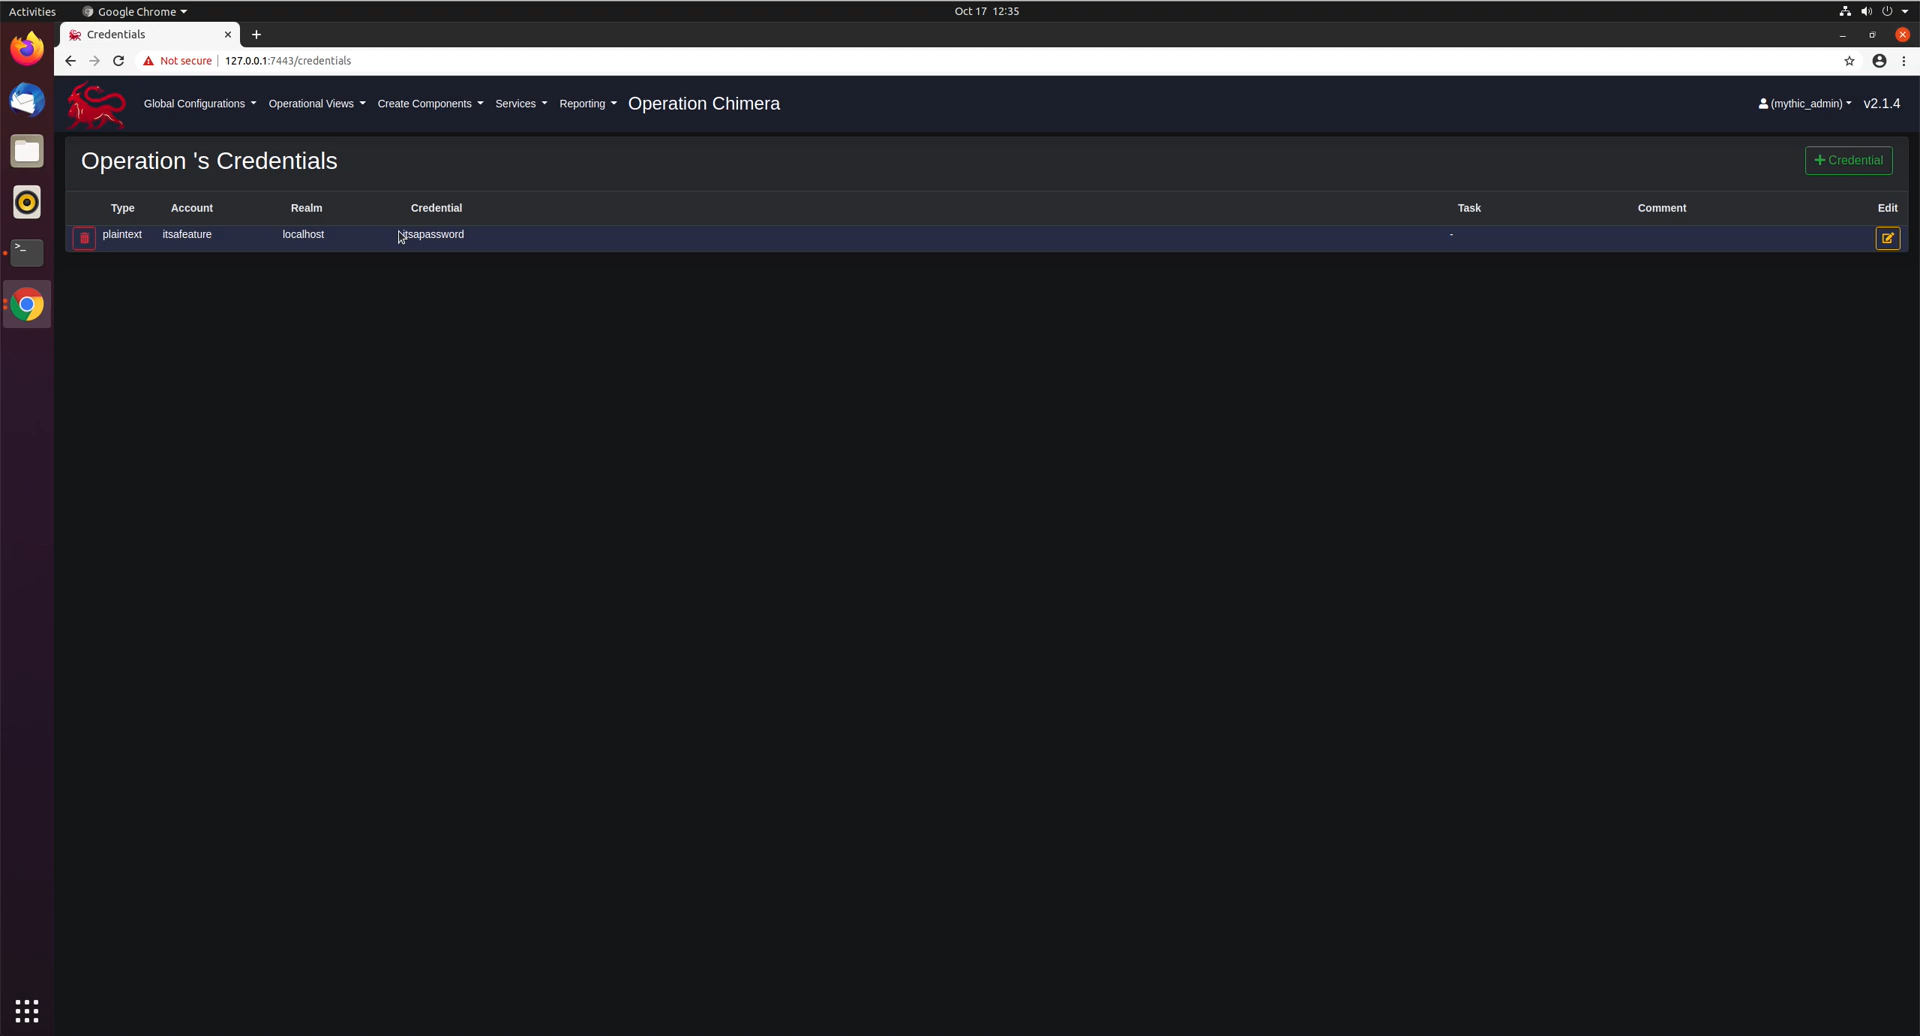 Activities Google Chrome Oct 17 12:35
Credentials
Not secure 127.0.0.1:7443/credentials
Global Configurations Operational Views Create Components Services Reporting Operation Chimera (mythic_admin) v2.1.4
Operation 's Credentials + Credential
Type Account Realm Credential Task Comment Edit
plaintext itsafeature localhost itsapassword -